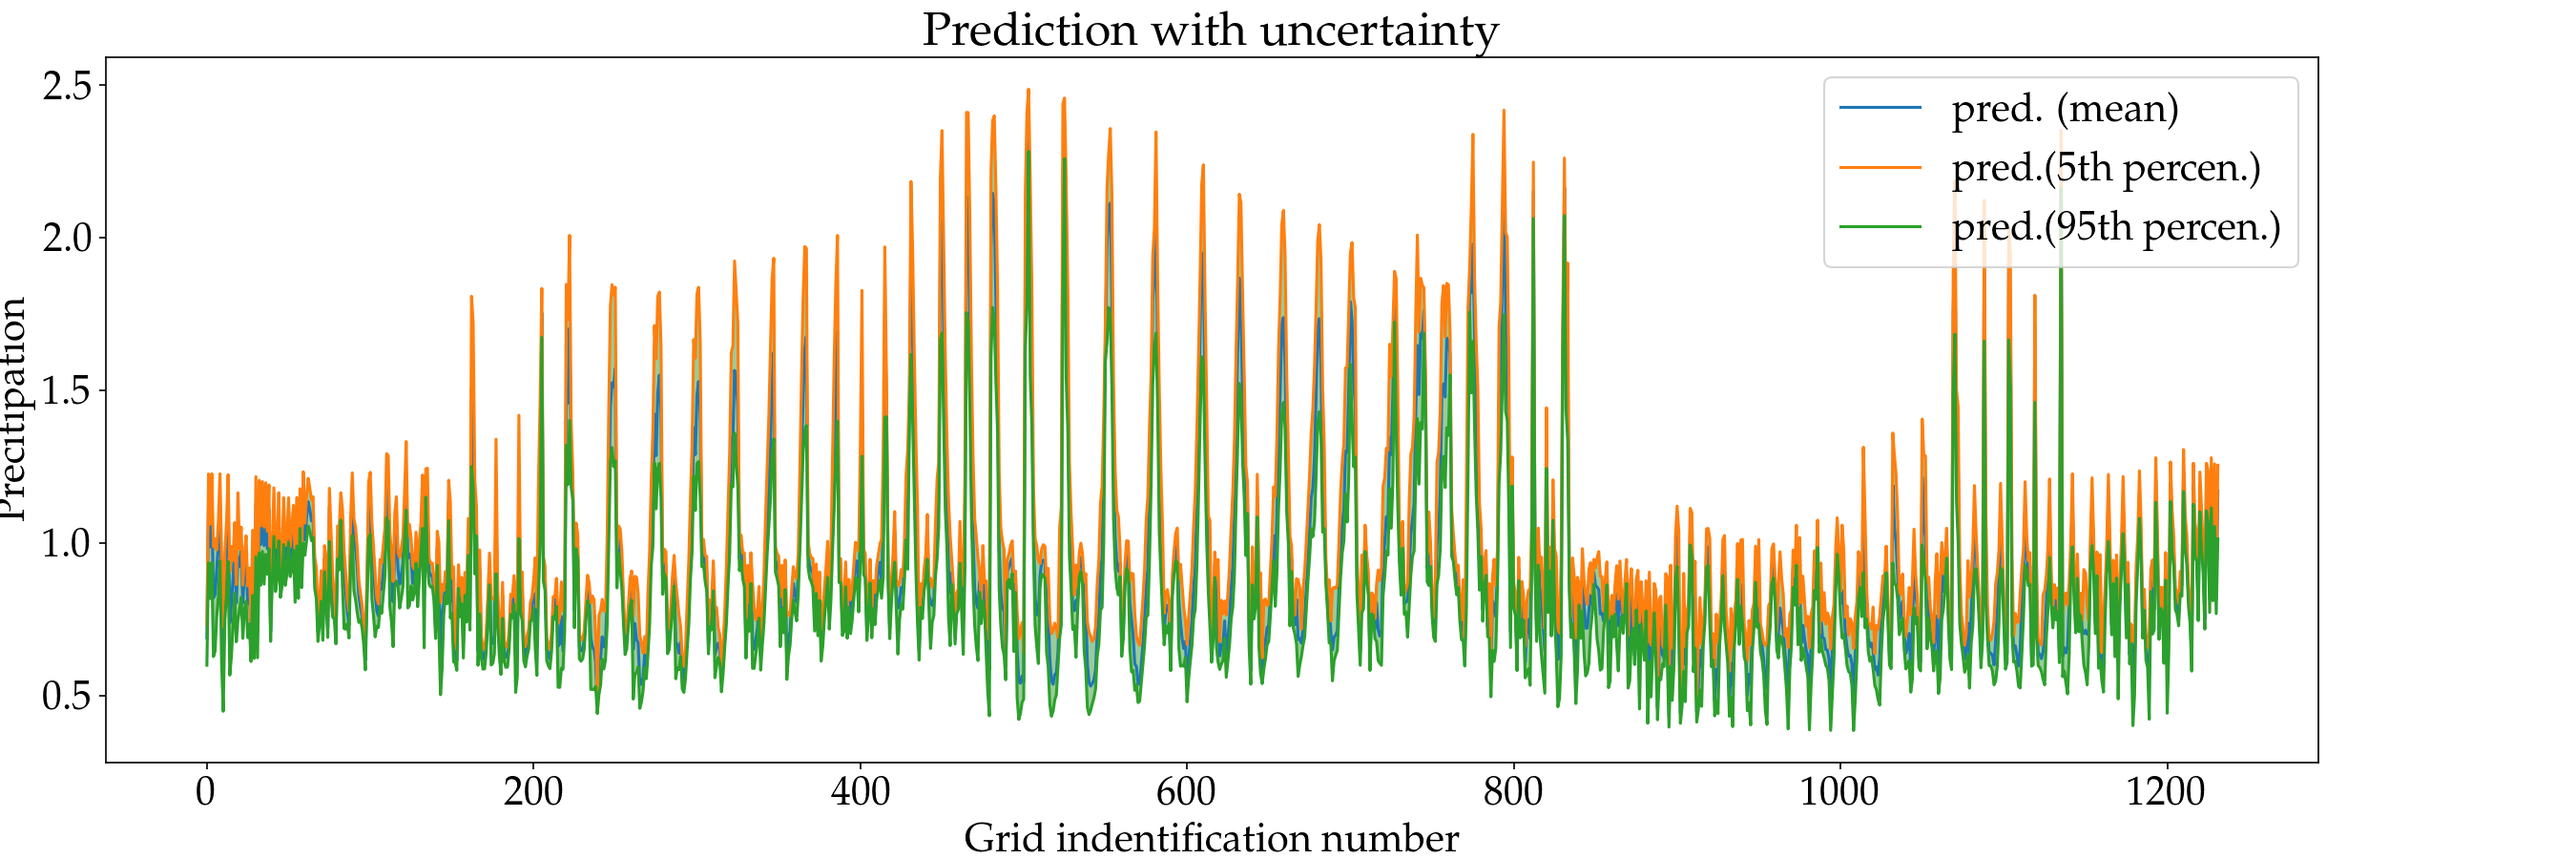 Prediction with uncertainty
2.5
2.0
1.5
1.0
0.5
Precitipation
pred. (mean)
pred.(5th percen.)
pred.(95th percen.)
0 200 400 600 800 1000 1200
Grid indentification number